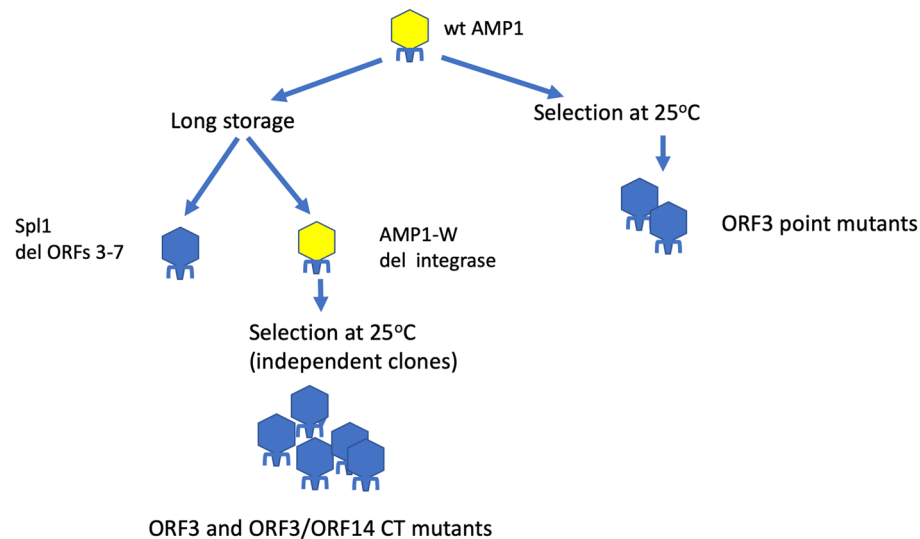 wt AMP1
Long storage
Selection at 25°C
Spl1
del ORFs 3-7
AMP1-W
del integrase
ORF3 point mutants
Selection at 25°C
(independent clones)
ORF3 and ORF3/ORF14 CT mutants